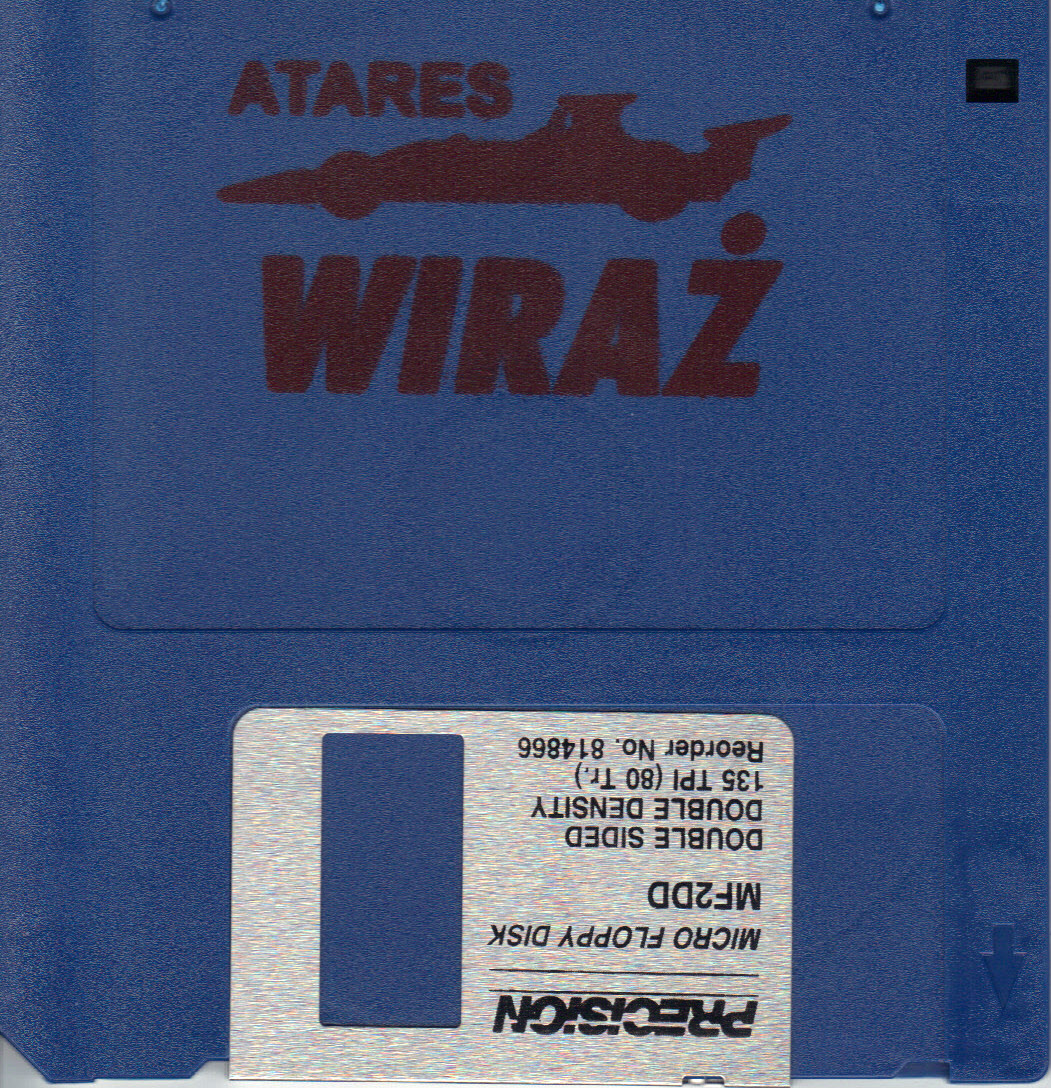 ATARES
WIRAŻ
PRECISION
MICRO FLOPPY DISK
MF2DD
DOUBLE SIDED
DOUBLE DENSITY
135 TPI (80 Tr.)
Reorder No. 814866